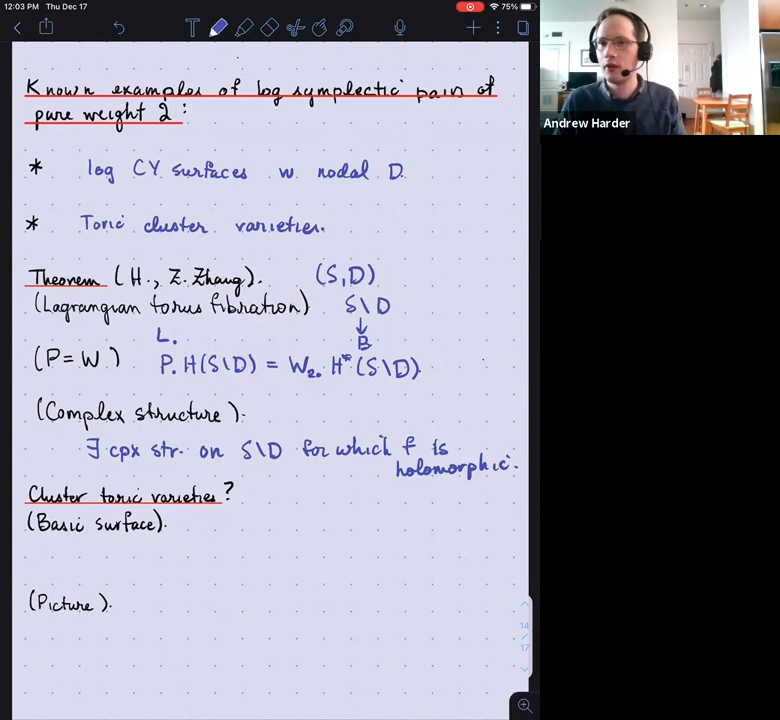 12:03 PM Thu Dec 17
75%
Known examples of log symplectic pairs of
pure weight 2:
* log CY surfaces w nodal D.
* Toric cluster varieties.
Theorem (H., Z. Zhang). (S,D)
(Lagrangian torus fibration) S\D
↓
L. B
(P=W) P. H(S\D) = W₂. H*(S\D).
(Complex structure).
∃ cpx str. on S\D for which f is
holomorphic.
Cluster toric varieties?
(Basic surface).
(Picture).
14
/
17
Andrew Harder